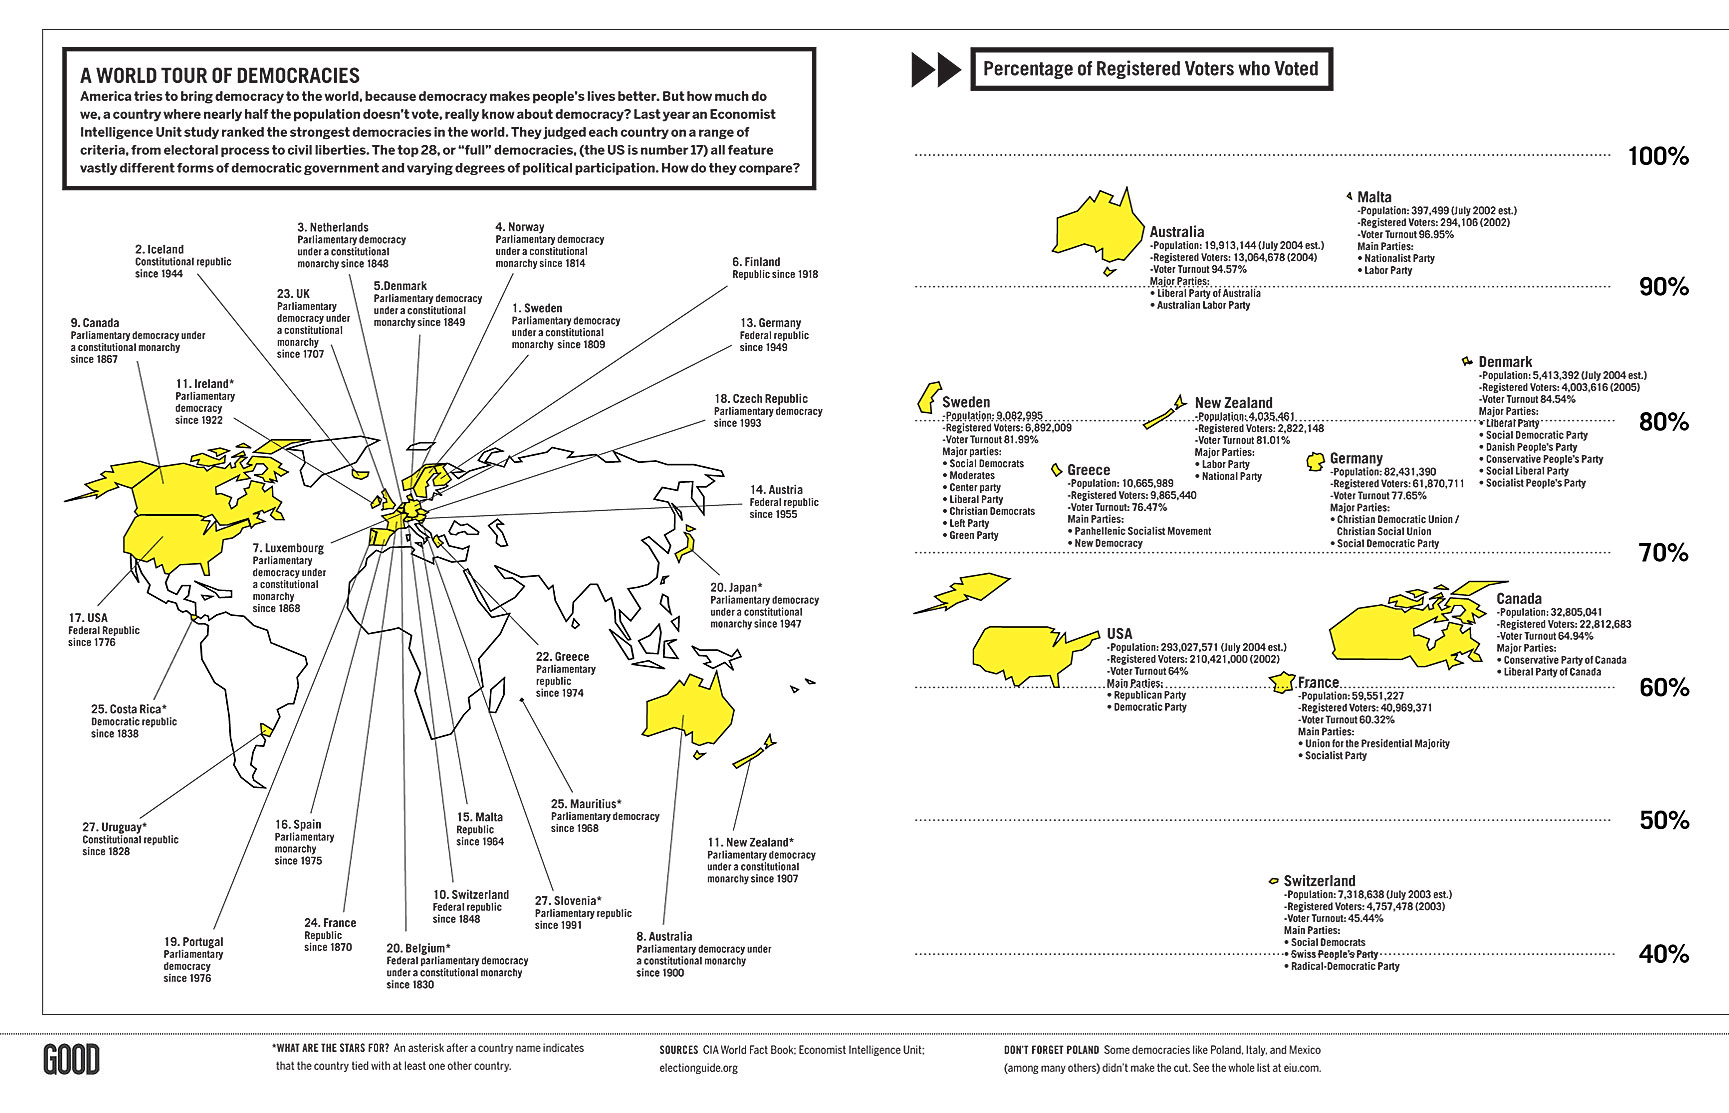 A WORLD TOUR OF DEMOCRACIES
America tries to bring democracy to the world, because democracy makes people's lives better. But how much do
we, a country where nearly half the population doesn't vote, really know about democracy? Last year an Economist
Intelligence Unit study ranked the strongest democracies in the world. They judged each country on a range of
criteria, from electoral process to civil liberties. The top 28, or "full" democracies, (the US is number 17) all feature
vastly different forms of democratic government and varying degrees of political participation. How do they compare?
2. Iceland
Constitutional republic
since 1944
3. Netherlands
Parliamentary democracy
under a constitutional
monarchy since 1848
4. Norway
Parliamentary democracy
under a constitutional
monarchy since 1814
6. Finland
Republic since 1918
23. UK
Parliamentary
democracy under
a constitutional
monarchy
since 1707
5.Denmark
Parliamentary democracy
under a constitutional
monarchy since 1849
1. Sweden
Parliamentary democracy
under a constitutional
monarchy since 1809
9. Canada
Parliamentary democracy under
a constitutional monarchy
since 1867
13. Germany
Federal republic
since 1949
11. Ireland*
Parliamentary
democracy
since 1922
18. Czech Republic
Parliamentary democracy
since 1993
14. Austria
Federal republic
since 1955
7. Luxembourg
Parliamentary
democracy under
a constitutional
monarchy
since 1868
20. Japan*
Parliamentary democracy
under a constitutional
monarchy since 1947
17. USA
Federal Republic
since 1776
22. Greece
Parliamentary
republic
since 1974
25. Costa Rica*
Democratic republic
since 1838
27. Uruguay*
Constitutional republic
since 1828
16. Spain
Parliamentary
monarchy
since 1975
15. Malta
Republic
since 1964
25. Mauritius*
Parliamentary democracy
since 1968
11. New Zealand*
Parliamentary democracy
under a constitutional
monarchy since 1907
10. Switzerland
Federal republic
since 1848
27. Slovenia*
Parliamentary republic
since 1991
24. France
Republic
since 1870
19. Portugal
Parliamentary
democracy
since 1976
20. Belgium*
Federal parliamentary democracy
under a constitutional monarchy
since 1830
8. Australia
Parliamentary democracy under
a constitutional monarchy
since 1900
Percentage of Registered Voters who Voted
100%
Malta
-Population: 397,499 (July 2002 est.)
-Registered Voters: 294,106 (2002)
-Voter Turnout 96.95%
Main Parties:
• Nationalist Party
• Labor Party
Australia
-Population: 19,913,144 (July 2004 est.)
-Registered Voters: 13,064,678 (2004)
-Voter Turnout 94.57%
Major Parties:
• Liberal Party of Australia
• Australian Labor Party
90%
Denmark
-Population: 5,413,392 (July 2004 est.)
-Registered Voters: 4,003,616 (2005)
-Voter Turnout 84.54%
Major Parties:
• Liberal Party
• Social Democratic Party
• Danish People's Party
• Conservative People's Party
• Social Liberal Party
• Socialist People's Party
Sweden
-Population: 9,082,995
-Registered Voters: 6,892,009
-Voter Turnout 81.99%
Major parties:
• Social Democrats
• Moderates
• Center party
• Liberal Party
• Christian Democrats
• Left Party
• Green Party
New Zealand
-Population: 4,035,461
-Registered Voters: 2,822,148
-Voter Turnout 81.01%
Major Parties:
• Labor Party
• National Party
80%
Greece
-Population: 10,665,989
-Registered Voters: 9,865,440
-Voter Turnout: 76.47%
Main Parties:
• Panhellenic Socialist Movement
• New Democracy
Germany
-Population: 82,431,390
-Registered Voters: 61,870,711
-Voter Turnout 77.65%
Major Parties:
• Christian Democratic Union /
Christian Social Union
• Social Democratic Party
70%
USA
-Population: 293,027,571 (July 2004 est.)
-Registered Voters: 210,421,000 (2002)
-Voter Turnout 64%
Main Parties:
• Republican Party
• Democratic Party
Canada
-Population: 32,805,041
-Registered Voters: 22,812,683
-Voter Turnout 64.94%
Major Parties:
• Conservative Party of Canada
• Liberal Party of Canada
60%
France
-Population: 59,551,227
-Registered Voters: 40,969,371
-Voter Turnout 60.32%
Main Parties:
• Union for the Presidential Majority
• Socialist Party
50%
Switzerland
-Population: 7,318,638 (July 2003 est.)
-Registered Voters: 4,757,478 (2003)
-Voter Turnout: 45.44%
Main Parties:
• Social Democrats
• Swiss People's Party
• Radical-Democratic Party
40%
GOOD
*WHAT ARE THE STARS FOR? An asterisk after a country name indicates
that the country tied with at least one other country.
SOURCES CIA World Fact Book; Economist Intelligence Unit;
electionguide.org
DON'T FORGET POLAND Some democracies like Poland, Italy, and Mexico
(among many others) didn't make the cut. See the whole list at eiu.com.